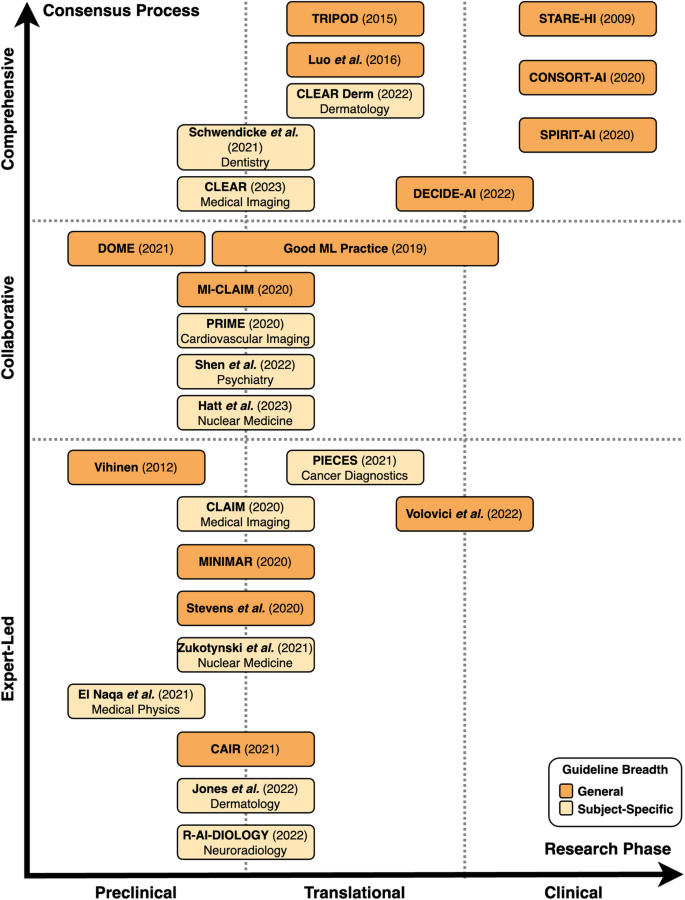 Consensus Process
TRIPOD (2015)
STARE-HI (2009)
Luo et al. (2016)
CONSORT-AI (2020)
CLEAR Derm (2022)
Dermatology
Schwendicke et al.
(2021)
Dentistry
SPIRIT-AI (2020)
CLEAR (2023)
Medical Imaging
DECIDE-AI (2022)
Comprehensive
DOME (2021)
Good ML Practice (2019)
MI-CLAIM (2020)
PRIME (2020)
Cardiovascular Imaging
Shen et al. (2022)
Psychiatry
Hatt et al. (2023)
Nuclear Medicine
Collaborative
Vihinen (2012)
PIECES (2021)
Cancer Diagnostics
CLAIM (2020)
Medical Imaging
Volovici et al. (2022)
MINIMAR (2020)
Stevens et al. (2020)
Zukotynski et al. (2021)
Nuclear Medicine
El Naqa et al. (2021)
Medical Physics
CAIR (2021)
Jones et al. (2022)
Dermatology
R-AI-DIOLOGY (2022)
Neuroradiology
Expert-Led
Guideline Breadth
General
Subject-Specific
Research Phase
Preclinical
Translational
Clinical